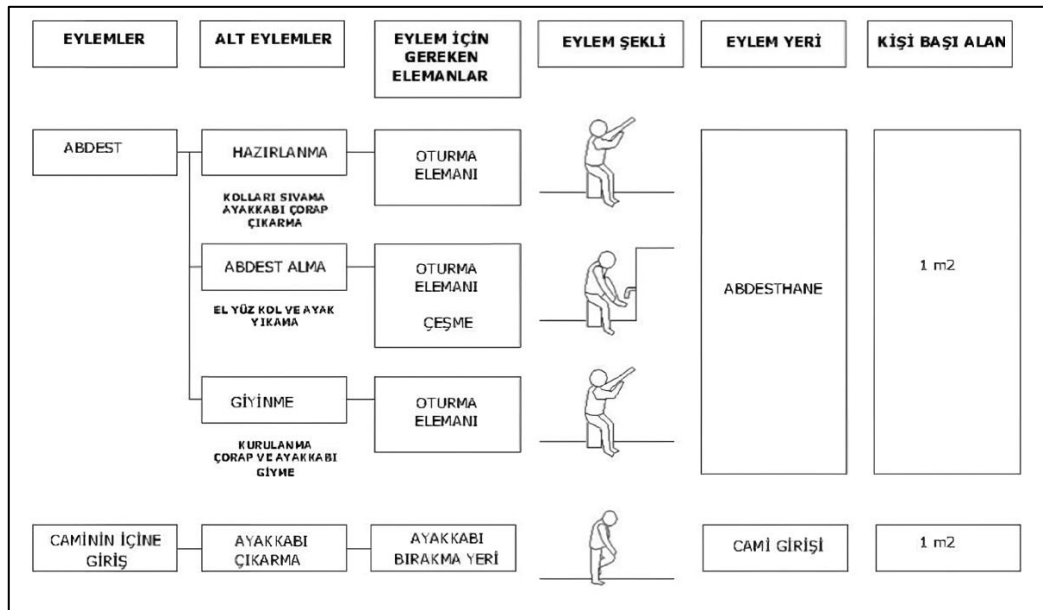 EYLEMLER
ALT EYLEMLER
EYLEM İÇİN
GEREKEN
ELEMANLAR
EYLEM ŞEKLİ
EYLEM YERİ
KİŞİ BAŞI ALAN
ABDEST
HAZIRLANMA
OTURMA
ELEMANI
KOLLARI SIVAMA
AYAKKABI ÇORAP
ÇIKARMA
ABDEST ALMA
OTURMA
ELEMANI
ÇEŞME
EL YÜZ KOL VE AYAK
YIKAMA
ABDESTHANE
1 m2
GİYİNME
OTURMA
ELEMANI
KURULANMA
ÇORAP VE AYAKKABI
GİYME
CAMİNİN İÇİNE
GİRİŞ
AYAKKABI
ÇIKARMA
AYAKKABI
BIRAKMA YERİ
CAMİ GİRİŞİ
1 m2